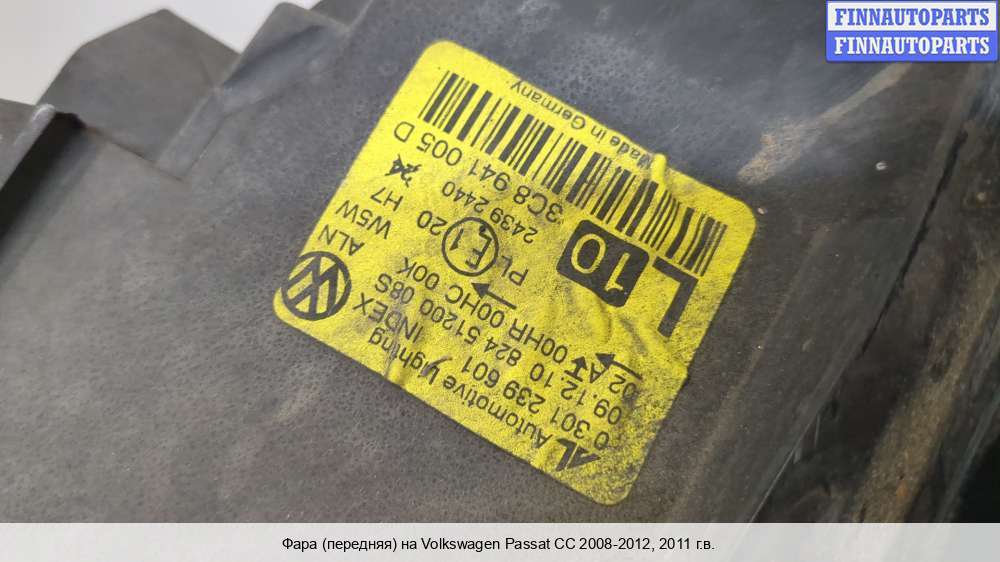 FINNAUTOPARTS
FINNAUTOPARTS
AL Automotive Lighting
0 301 239 601 INDEX
09.12.10 824 51200 08S
02 A 00HR 00HC 00K
ALN
W5W
H7
24
PL E1 20
2439 2440
L 10
3C8 941 005 D
Made in Germany
Фара (передняя) на Volkswagen Passat CC 2008-2012, 2011 г.в.